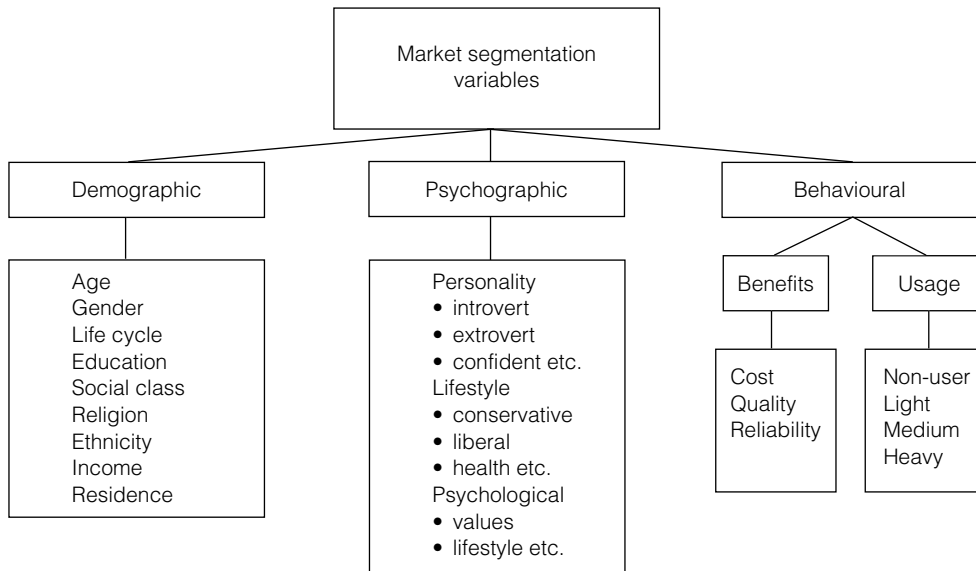 Market segmentation
variables
Demographic
Psychographic
Behavioural
Age
Gender
Life cycle
Education
Social class
Religion
Ethnicity
Income
Residence
Personality
• introvert
• extrovert
• confident etc.
Lifestyle
• conservative
• liberal
• health etc.
Psychological
• values
• lifestyle etc.
Benefits
Usage
Cost
Quality
Reliability
Non-user
Light
Medium
Heavy